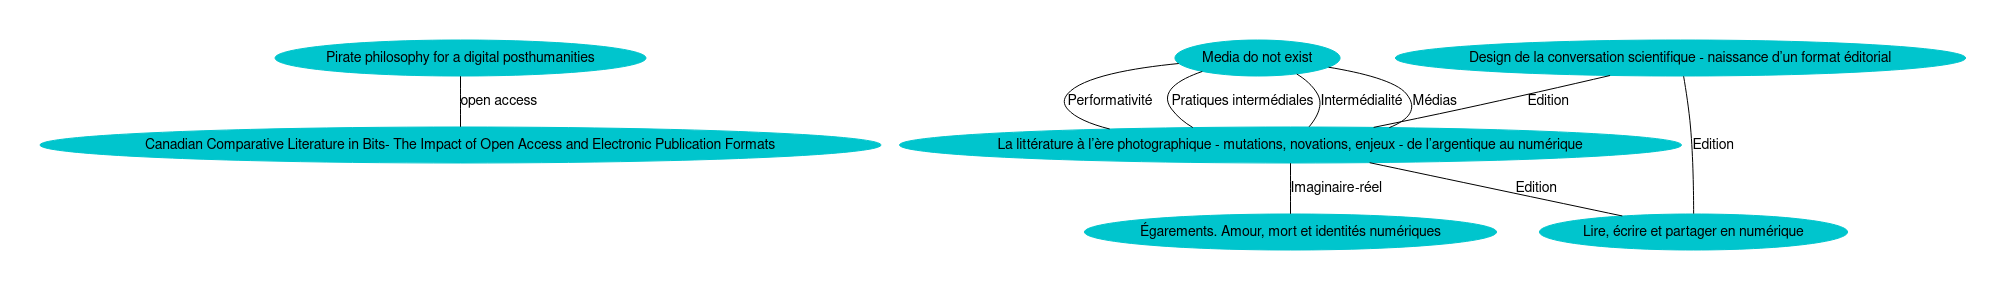 Pirate philosophy for a digital posthumanities
Media do not exist
Design de la conversation scientifique - naissance d'un format éditorial
open access
Performativité
Pratiques intermédiales
Intermédialité
Médias
Edition
Canadian Comparative Literature in Bits- The Impact of Open Access and Electronic Publication Formats
La littérature à l'ère photographique - mutations, novations, enjeux - de l'argentique au numérique
Edition
Imaginaire-réel
Edition
Égarements. Amour, mort et identités numériques
Lire, écrire et partager en numérique